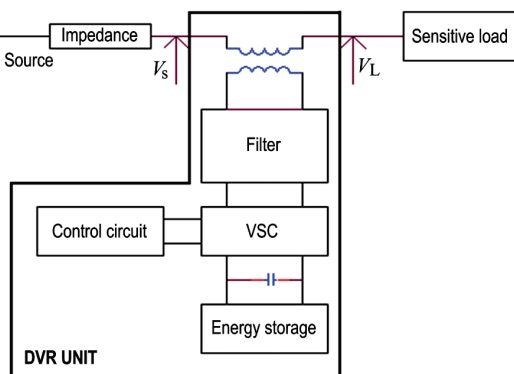 Impedance
Sensitive load
Source
Vs
VL
Filter
Control circuit
VSC
Energy storage
DVR UNIT